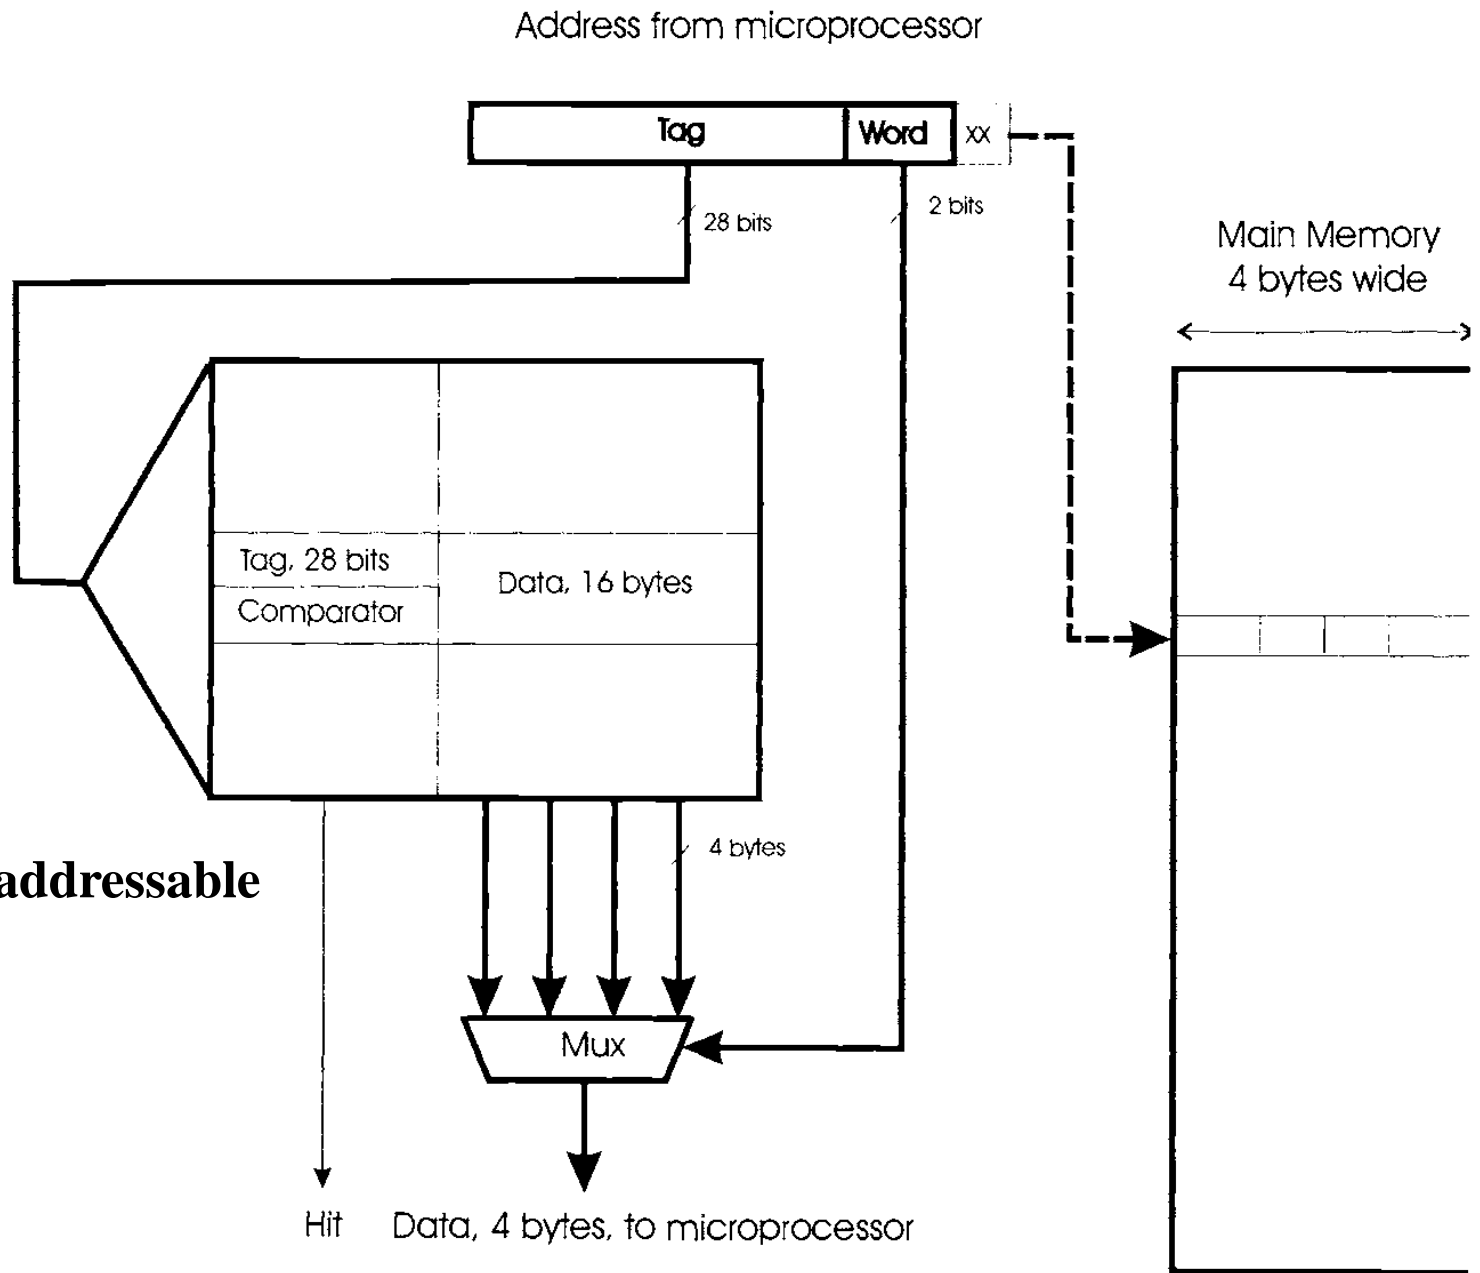 Address from microprocessor
Tag
Word
xx
28 bits
2 bits
Main Memory
4 bytes wide
Tag, 28 bits
Comparator
Data, 16 bytes
4 bytes
addressable
Mux
Hit
Data, 4 bytes, to microprocessor